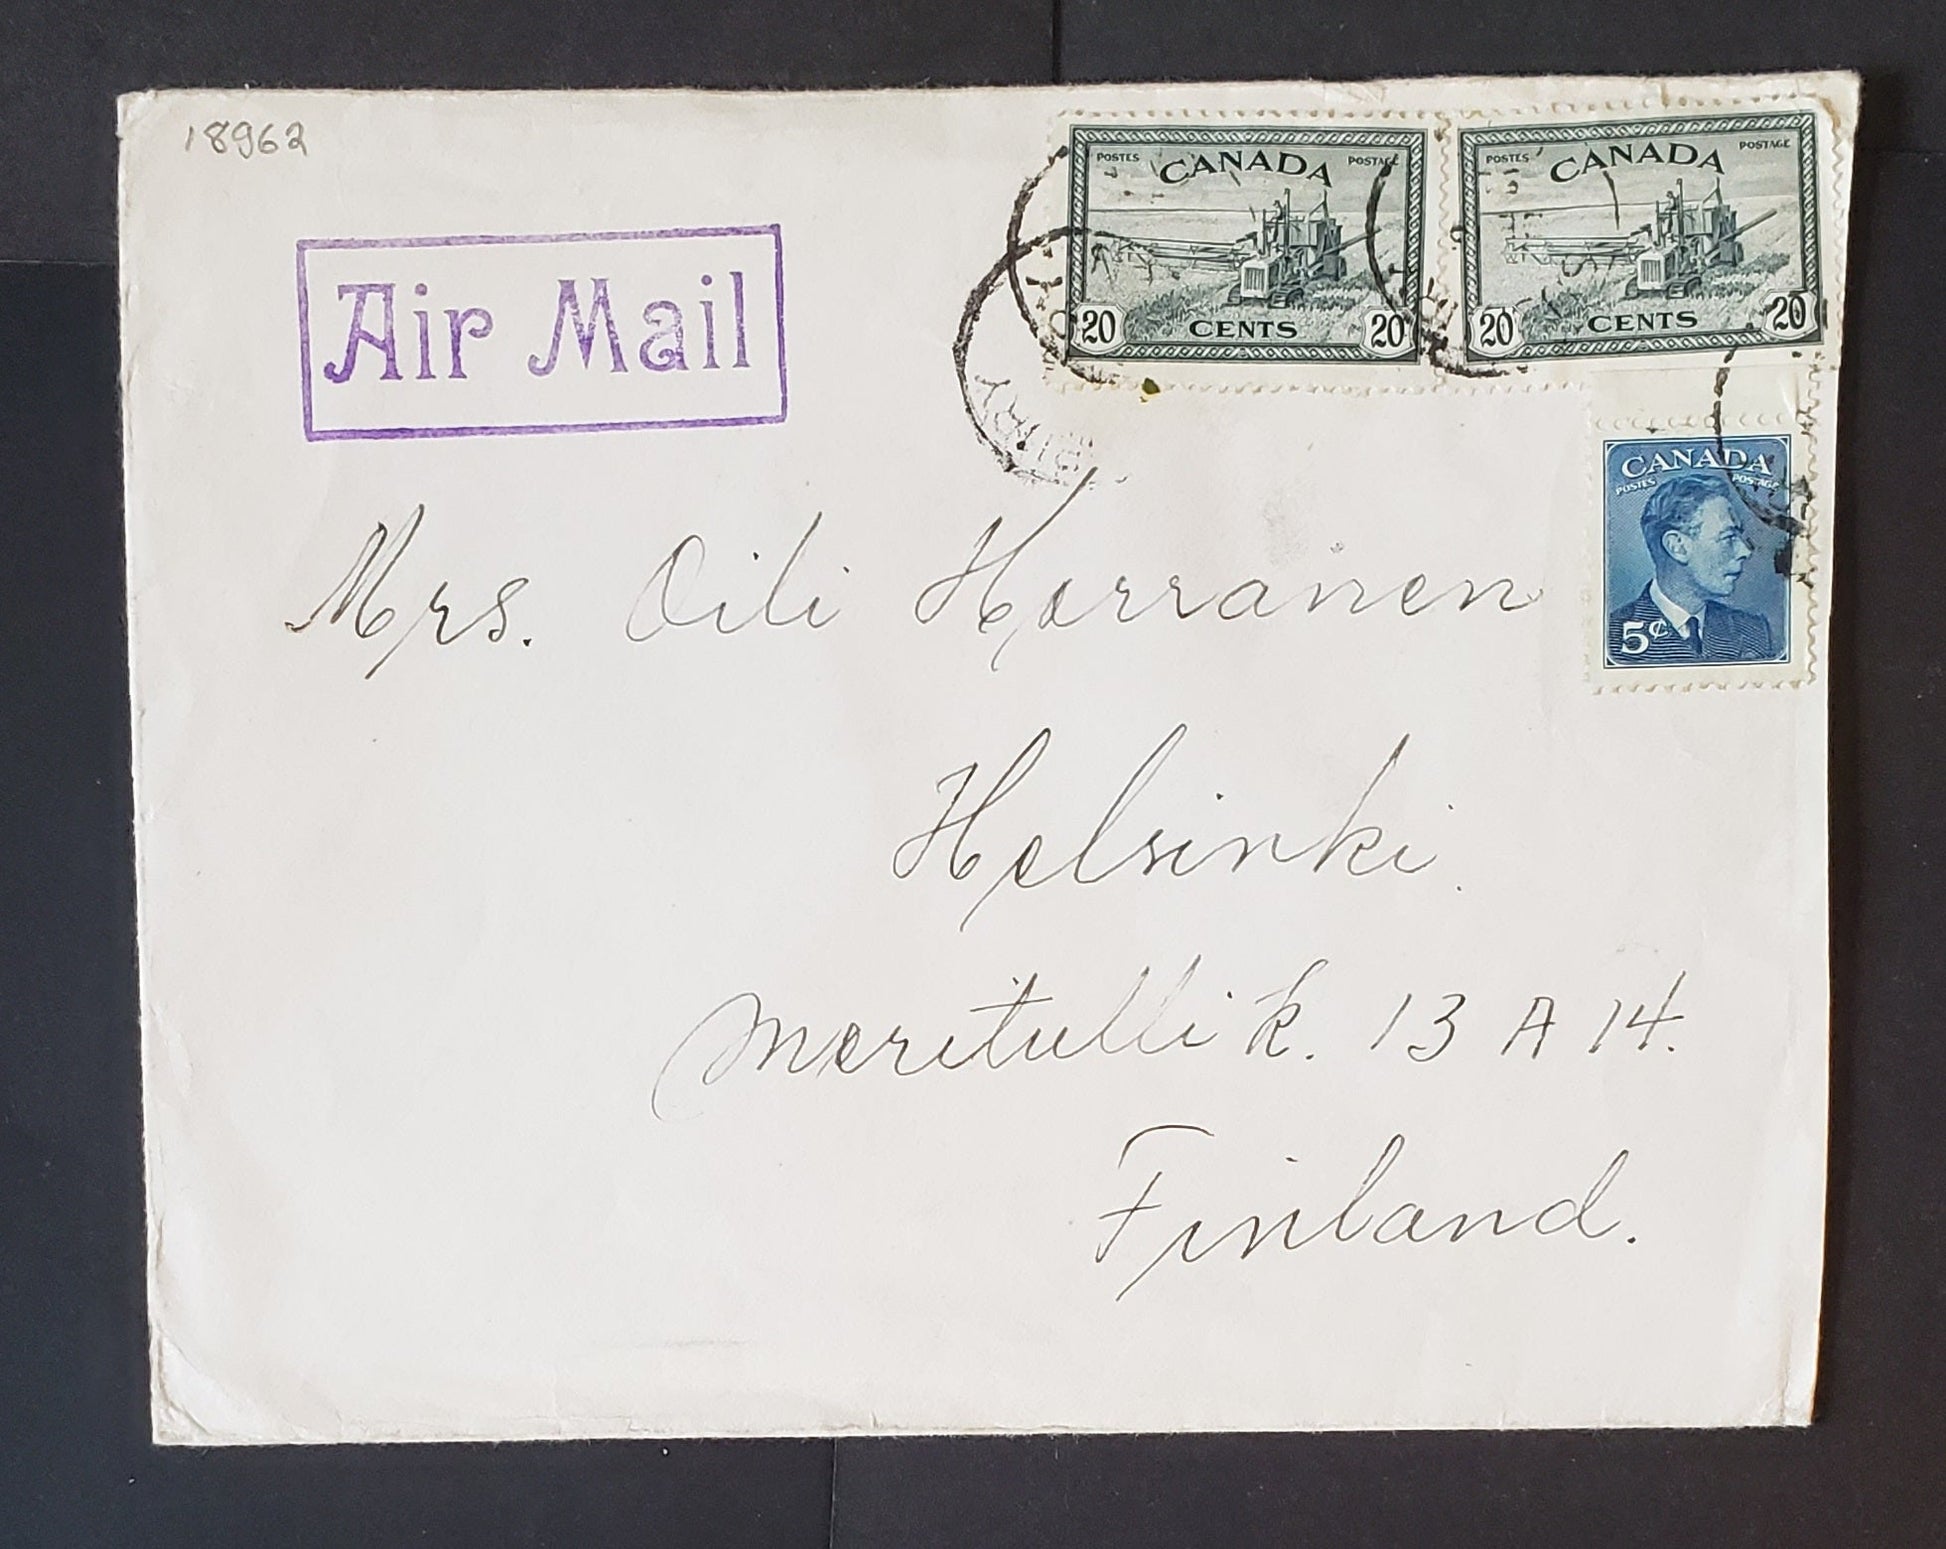 18962
POSTES CANADA POSTAGE
20 CENTS 20
POSTES CANADA POSTAGE
20 CENTS 20
Air Mail
CANADA
POSTES POSTAGE
5¢
Mrs. Oili Harranen
Helsinki.
Meritulli k. 13 A 14.
Finland.